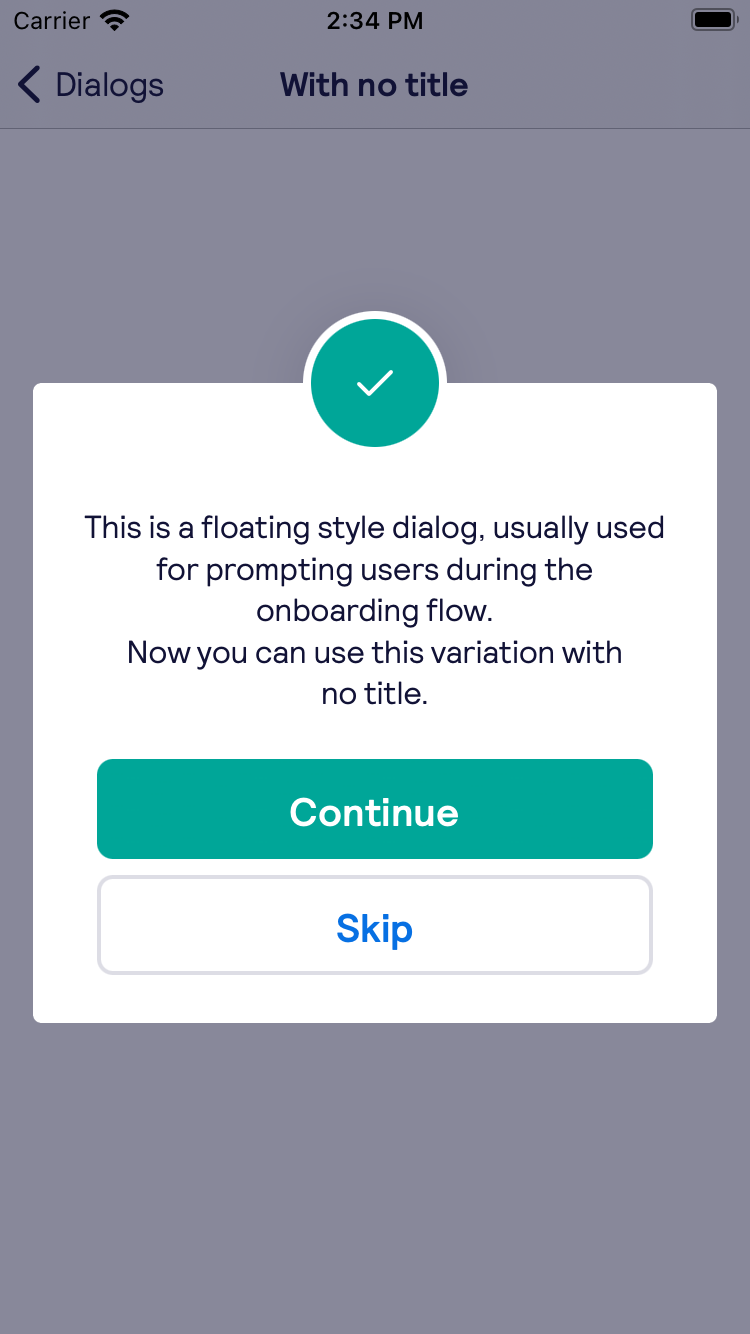 Carrier 2:34 PM
Dialogs With no title
This is a floating style dialog, usually used
for prompting users during the
onboarding flow.
Now you can use this variation with
no title.
Continue
Skip